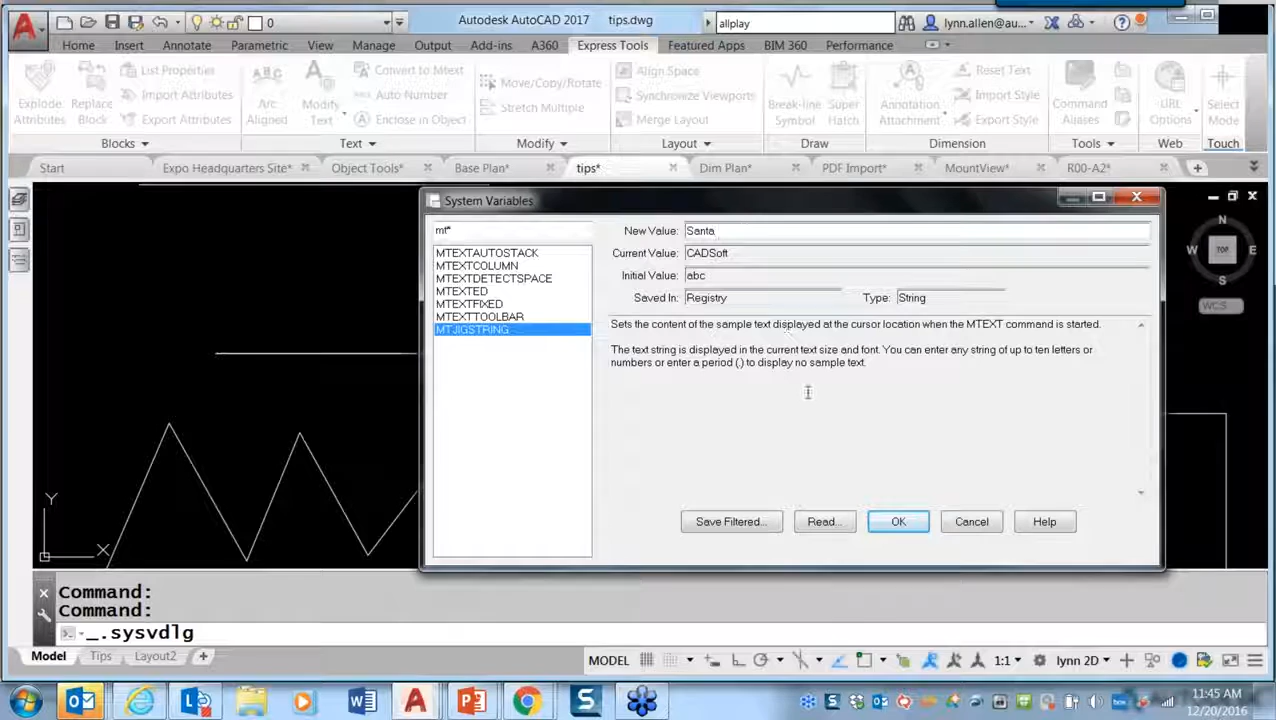 Autodesk AutoCAD 2017 tips.dwg
allplay
lynn.allen@au...
0
Home Insert Annotate Parametric View Manage Output Add-ins A360 Express Tools Featured Apps BIM 360 Performance
Explode Attributes
Replace Block
List Properties
Import Attributes
Export Attributes
Blocks
Arc Aligned
Modify Text
Convert to Mtext
Auto Number
Enclose in Object
Text
Move/Copy/Rotate
Stretch Multiple
Modify
Align Space
Synchronize Viewports
Merge Layout
Layout
Break-line Symbol
Super Hatch
Draw
Annotation Attachment
Reset Text
Import Style
Export Style
Dimension
Command Aliases
Tools
URL Options
Web
Select Mode
Touch
Start Expo Headquarters Site* Object Tools* Base Plan* tips* Dim Plan* PDF Import* MountView* R00-A2*
System Variables
mt*
MTEXTAUTOSTACK
MTEXTCOLUMN
MTEXTDETECTSPACE
MTEXTED
MTEXTFIXED
MTEXTTOOLBAR
MTJIGSTRING
New Value: Santa
Current Value: CADSoft
Initial Value: abc
Saved In: Registry Type: String
Sets the content of the sample text displayed at the cursor location when the MTEXT command is started.
The text string is displayed in the current text size and font. You can enter any string of up to ten letters or
numbers or enter a period (.) to display no sample text.
Save Filtered... Read... OK Cancel Help
N
W TOP E
S
WCS
Y
X
Command:
Command:
_.sysvdlg
Model Tips Layout2
MODEL 1:1 lynn 2D
11:45 AM
12/20/2016